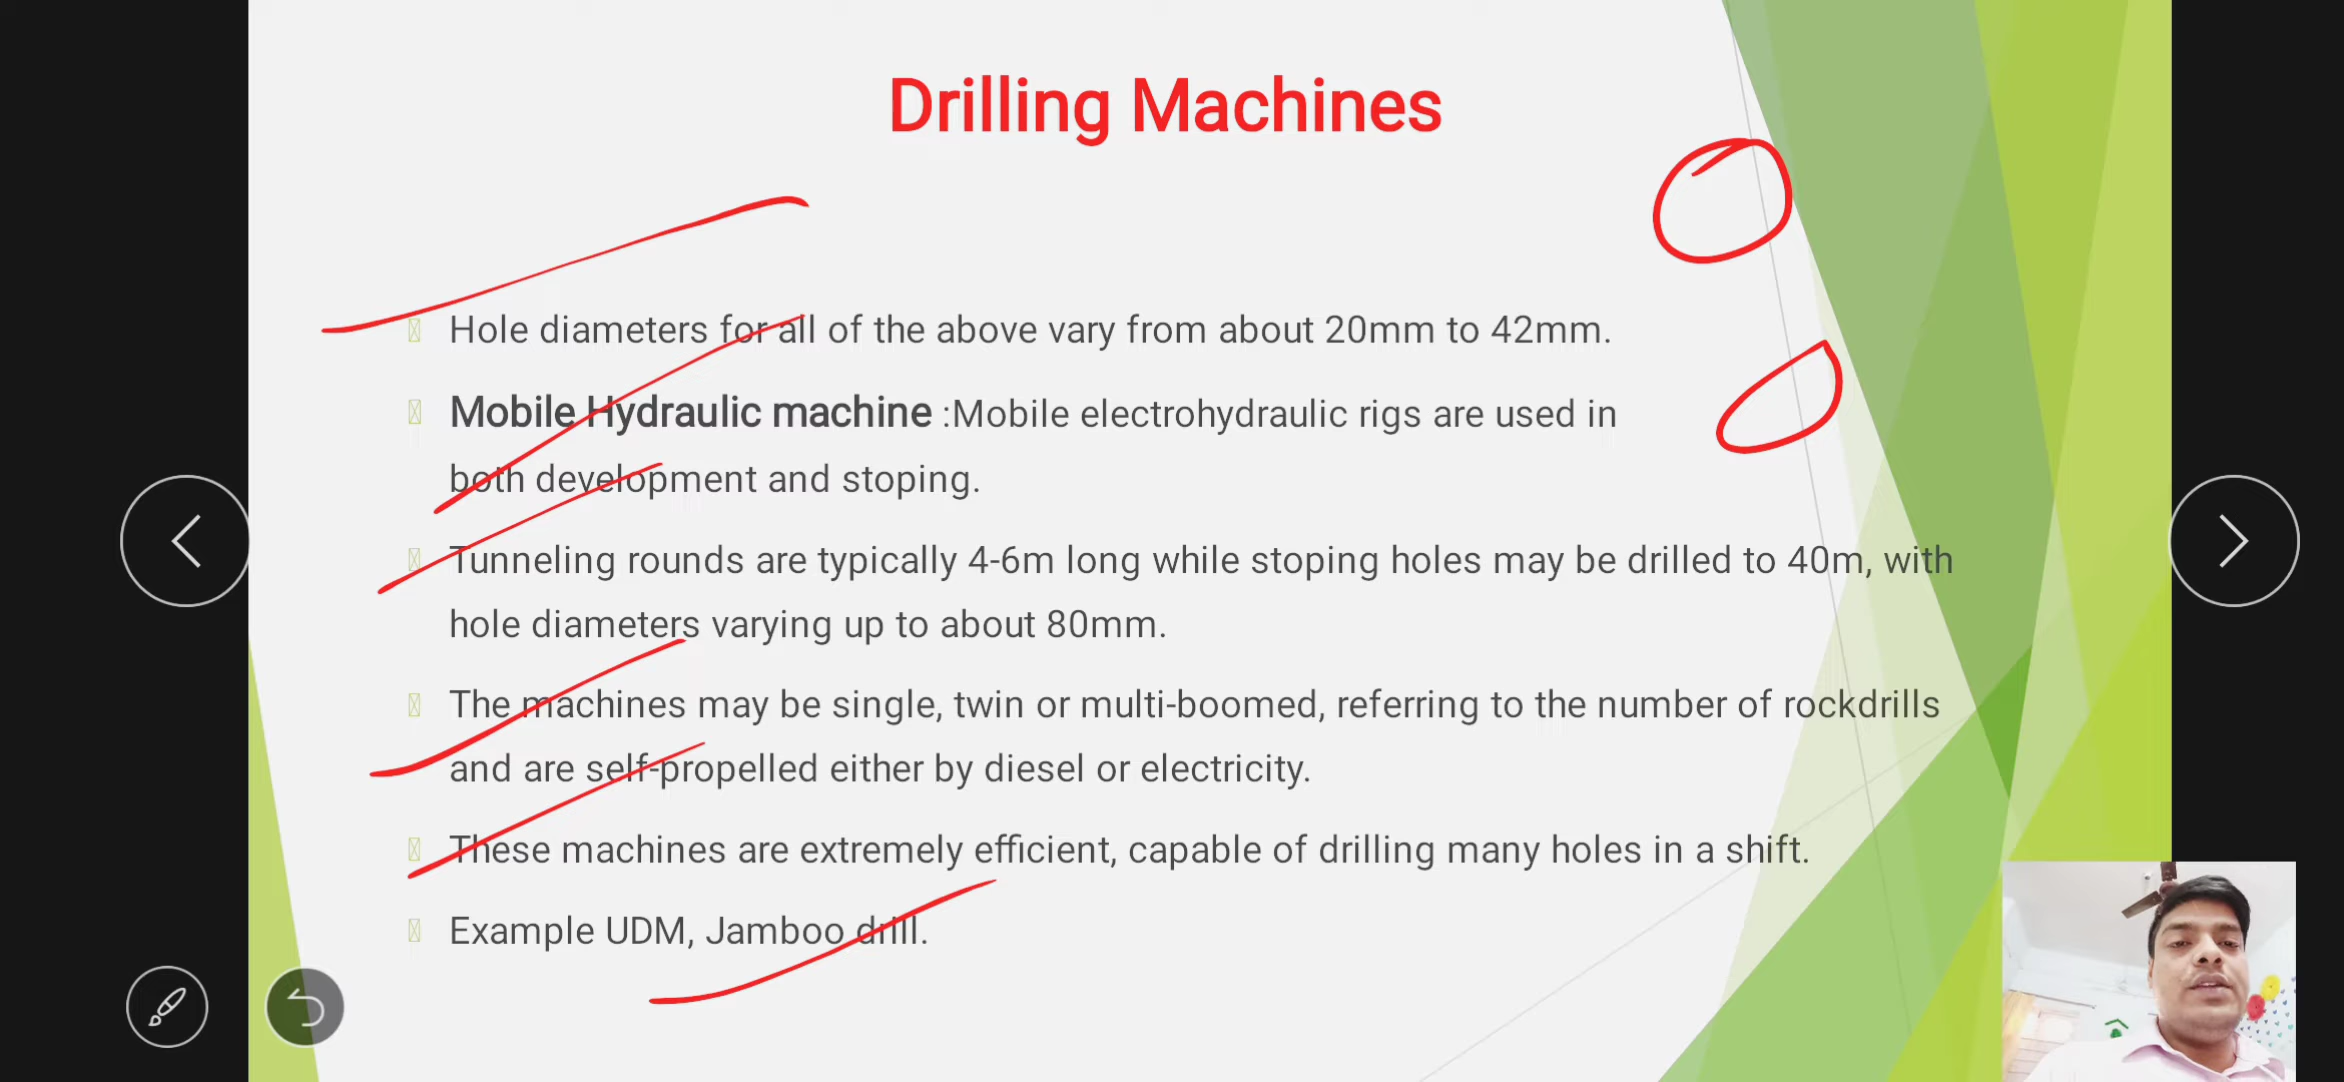 Drilling Machines
Hole diameters for all of the above vary from about 20mm to 42mm.
Mobile Hydraulic machine :Mobile electrohydraulic rigs are used in
both development and stoping.
Tunneling rounds are typically 4-6m long while stoping holes may be drilled to 40m, with
hole diameters varying up to about 80mm.
The machines may be single, twin or multi-boomed, referring to the number of rockdrills
and are self-propelled either by diesel or electricity.
These machines are extremely efficient, capable of drilling many holes in a shift.
Example UDM, Jamboo drill.